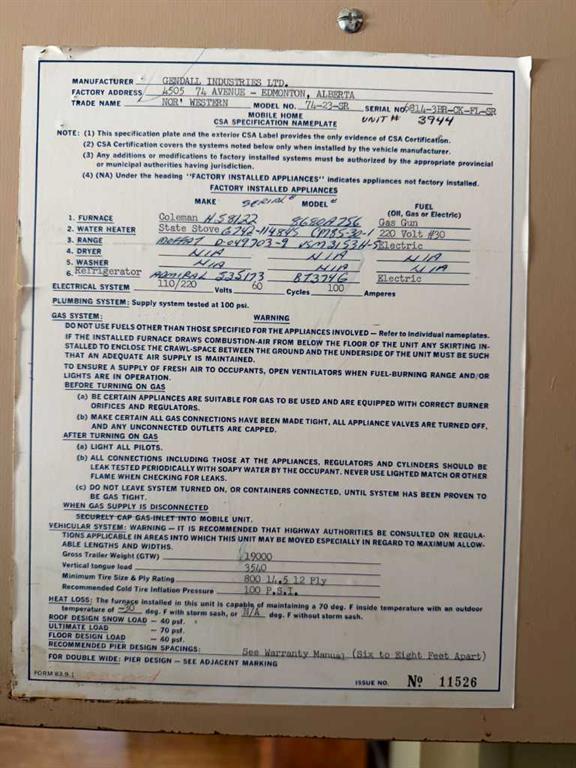 MANUFACTURER GENDALL INDUSTRIES LTD.
FACTORY ADDRESS 4505 74 AVENUE - EDMONTON, ALBERTA
TRADE NAME NOR' WESTERN MODEL NO. 74-23-SR SERIAL NO. 6814-3BR-CK-FL-SR
MOBILE HOME UNIT # 3944
CSA SPECIFICATION NAMEPLATE
NOTE: (1) This specification plate and the exterior CSA Label provides the only evidence of CSA Certification.
(2) CSA Certification covers the systems noted below only when installed by the vehicle manufacturer.
(3) Any additions or modifications to factory installed systems must be authorized by the appropriate provincial
or municipal authorities having jurisdiction.
(4) (NA) Under the heading "FACTORY INSTALLED APPLIANCES" indicates appliances not factory installed.
FACTORY INSTALLED APPLIANCES
MAKE SERIAL # MODEL # FUEL
(Oil, Gas or Electric)
1. FURNACE Coleman HS8122 8680A756 Gas Gun
2. WATER HEATER State Stove G742-114845 CM85-30-1 220 Volt #30
3. RANGE MOFFAT D-049703-9 Electric
4. DRYER N/A N/A N/A
5. WASHER N/A N/A N/A
6. Refrigerator ADMIRAL 235173 8T3746 Electric
ELECTRICAL SYSTEM 110/220 Volts 60 Cycles 100 Amperes
PLUMBING SYSTEM: Supply system tested at 100 psi.
GAS SYSTEM: WARNING
DO NOT USE FUELS OTHER THAN THOSE SPECIFIED FOR THE APPLIANCES INVOLVED — Refer to individual nameplates.
IF THE INSTALLED FURNACE DRAWS COMBUSTION-AIR FROM BELOW THE FLOOR OF THE UNIT ANY SKIRTING IN-
STALLED TO ENCLOSE THE CRAWL-SPACE BETWEEN THE GROUND AND THE UNDERSIDE OF THE UNIT MUST BE SUCH
THAT AN ADEQUATE AIR SUPPLY IS MAINTAINED.
TO ENSURE A SUPPLY OF FRESH AIR TO OCCUPANTS, OPEN VENTILATORS WHEN FUEL-BURNING RANGE AND/OR
LIGHTS ARE IN OPERATION.
BEFORE TURNING ON GAS
(a) BE CERTAIN APPLIANCES ARE SUITABLE FOR GAS TO BE USED AND ARE EQUIPPED WITH CORRECT BURNER
ORIFICES AND REGULATORS.
(b) MAKE CERTAIN ALL GAS CONNECTIONS HAVE BEEN MADE TIGHT, ALL APPLIANCE VALVES ARE TURNED OFF,
AND ANY UNCONNECTED OUTLETS ARE CAPPED.
AFTER TURNING ON GAS
(a) LIGHT ALL PILOTS.
(b) ALL CONNECTIONS INCLUDING THOSE AT THE APPLIANCES, REGULATORS AND CYLINDERS SHOULD BE
LEAK TESTED PERIODICALLY WITH SOAPY WATER BY THE OCCUPANT. NEVER USE LIGHTED MATCH OR OTHER
FLAME WHEN CHECKING FOR LEAKS.
(c) DO NOT LEAVE SYSTEM TURNED ON, OR CONTAINERS CONNECTED, UNTIL SYSTEM HAS BEEN PROVEN TO
BE GAS TIGHT.
WHEN GAS SUPPLY IS DISCONNECTED
SECURELY CAP GAS-INLET INTO MOBILE UNIT.
VEHICULAR SYSTEM: WARNING — IT IS RECOMMENDED THAT HIGHWAY AUTHORITIES BE CONSULTED ON REGULA-
TIONS APPLICABLE IN AREAS INTO WHICH THIS UNIT MAY BE MOVED ESPECIALLY IN REGARD TO MAXIMUM ALLOW-
ABLE LENGTHS AND WIDTHS.
Gross Trailer Weight (GTW) 19000
Vertical tongue load 3540
Minimum Tire Size & Ply Rating 800 14.5 12 Ply
Recommended Cold Tire Inflation Pressure 100 P.S.I.
HEAT LOSS: The furnace installed in this unit is capable of maintaining a 70 deg. F inside temperature with an outdoor
temperature of -30 deg. F with storm sash, or N/A deg. F without storm sash.
ROOF DESIGN SNOW LOAD — 40 psf.
ULTIMATE LOAD — 70 psf.
FLOOR DESIGN LOAD — 40 psf.
RECOMMENDED PIER DESIGN SPACINGS: See Warranty Manual (Six to Eight Feet Apart)
FOR DOUBLE WIDE: PIER DESIGN — SEE ADJACENT MARKING
FORM 83.9.1
ISSUE NO. Nº 11526